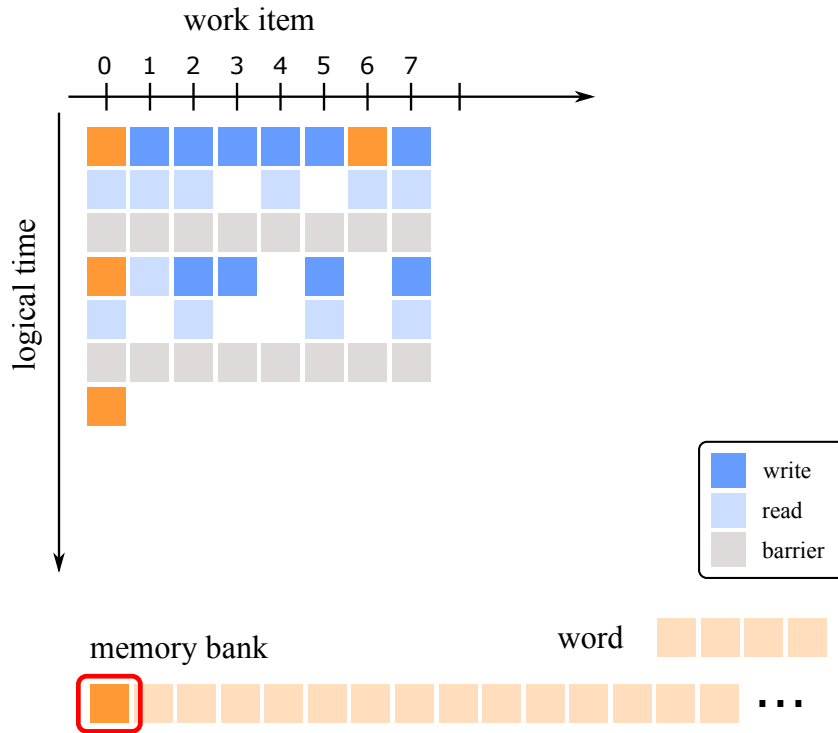 work item
0 1 2 3 4 5 6 7
logical time
write
read
barrier
word
memory bank
...